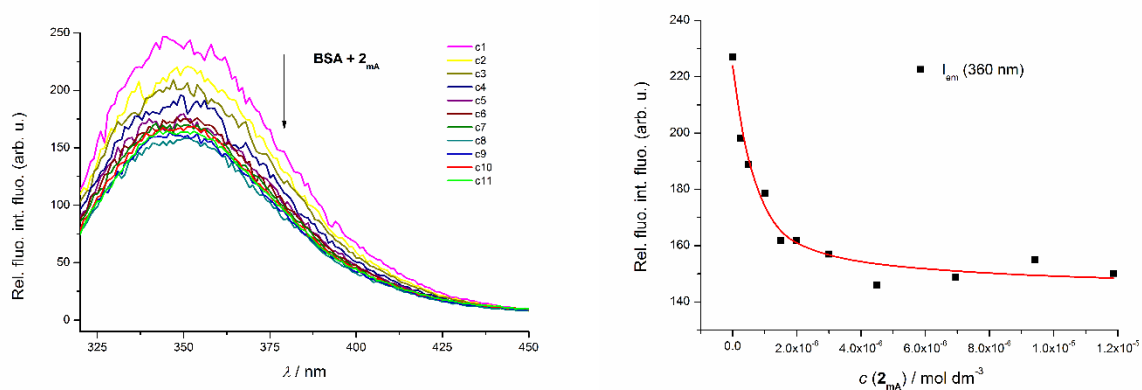 250
200
150
100
50
0
Rel. fluo. int. fluo. (arb. u.)
BSA + 2mA
c1
c2
c3
c4
c5
c6
c7
c8
c9
c10
c11
325
350
375
400
425
450
λ / nm
220
200
180
160
140
Rel. fluo. int. fluo. (arb. u.)
Iem (360 nm)
0.0
2.0x10-6
4.0x10-6
6.0x10-6
8.0x10-6
1.0x10-5
1.2x10-5
c (2mA) / mol dm-3